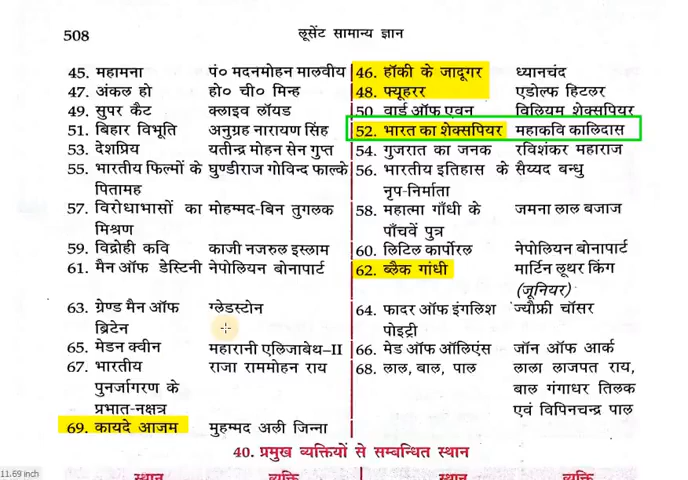 508 लूसेंट सामान्य ज्ञान
45. महामना पं० मदनमोहन मालवीय 46. हॉकी के जादूगर ध्यानचंद
47. अंकल हो हो० ची० मिन्ह 48. फ्यूहरर एडोल्फ हिटलर
49. सुपर कैट क्लाइव लॉयड 50. वार्ड ऑफ एवन विलियम शेक्सपियर
51. बिहार विभूति अनुग्रह नारायण सिंह 52. भारत का शेक्सपियर महाकवि कालिदास
53. देशप्रिय यतीन्द्र मोहन सेन गुप्त 54. गुजरात का जनक रविशंकर महाराज
55. भारतीय फिल्मों के घुण्डीराज गोविन्द फाल्के 56. भारतीय इतिहास के सैय्यद बन्धु
पितामह नृप-निर्माता
57. विरोधाभासों का मोहम्मद-बिन तुगलक 58. महात्मा गाँधी के जमना लाल बजाज
मिश्रण पाँचवें पुत्र
59. विद्रोही कवि काजी नजरुल इस्लाम 60. लिटिल कार्पोरल नेपोलियन बोनापार्ट
61. मैन ऑफ डेस्टिनी नेपोलियन बोनापार्ट 62. ब्लैक गांधी मार्टिन लूथर किंग
(जूनियर)
63. ग्रेण्ड मैन ऑफ ग्लेडस्टोन 64. फादर ऑफ इंगलिश ज्यौफ्री चॉसर
ब्रिटेन पोइट्री
65. मेडन क्वीन महारानी एलिजाबेथ-II 66. मेड ऑफ ऑलिएंस जॉन ऑफ आर्क
67. भारतीय राजा राममोहन राय 68. लाल, बाल, पाल लाला लाजपत राय,
पुनर्जागरण के बाल गंगाधर तिलक
प्रभात-नक्षत्र एवं विपिनचन्द्र पाल
69. कायदे आजम मुहम्मद अली जिन्ना
40. प्रमुख व्यक्तियों से सम्बन्धित स्थान
स्थान व्यक्ति स्थान व्यक्ति
11.69 inch